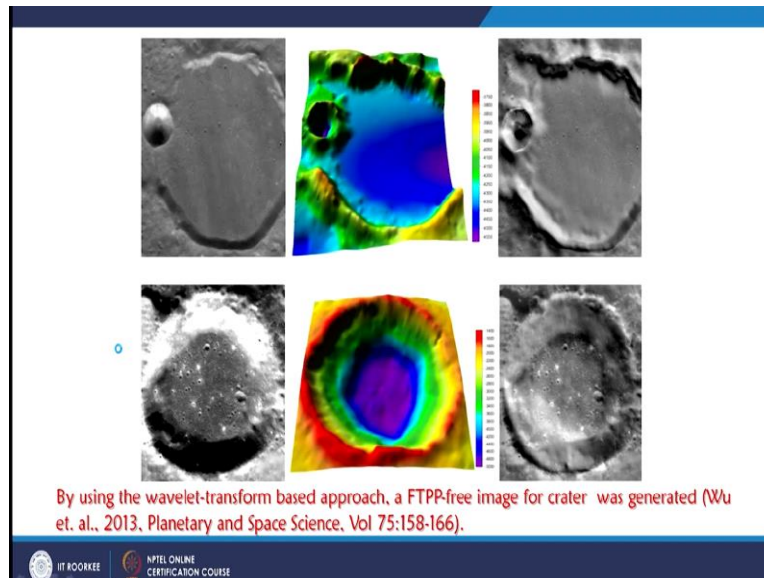 By using the wavelet-transform based approach, a FTPP-free image for crater was generated (Wu
et. al., 2013, Planetary and Space Science, Vol 75:158-166).
IIT ROORKEE
NPTEL ONLINE
CERTIFICATION COURSE